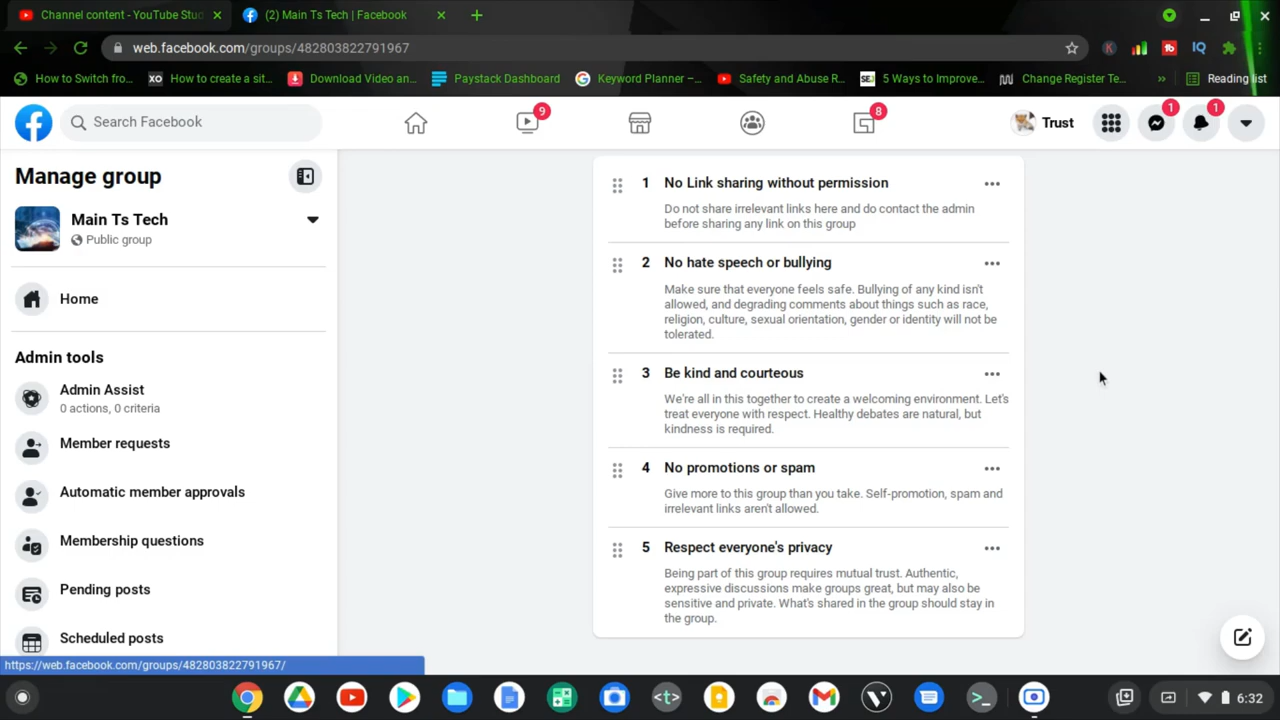 Channel content - YouTube Stud
(2) Main Ts Tech | Facebook
web.facebook.com/groups/482803822791967
How to Switch fro...
XO
How to create a sit...
Download Video an...
Paystack Dashboard
Keyword Planner –...
Safety and Abuse R...
SEJ
5 Ways to Improve...
Change Register Te...
»
Reading list
Search Facebook
9
8
Trust
1
1
Manage group
Main Ts Tech
Public group
Home
Admin tools
Admin Assist
0 actions, 0 criteria
Member requests
Automatic member approvals
Membership questions
Pending posts
Scheduled posts
https://web.facebook.com/groups/482803822791967/
1 No Link sharing without permission
Do not share irrelevant links here and do contact the admin
before sharing any link on this group
2 No hate speech or bullying
Make sure that everyone feels safe. Bullying of any kind isn't
allowed, and degrading comments about things such as race,
religion, culture, sexual orientation, gender or identity will not be
tolerated.
3 Be kind and courteous
We're all in this together to create a welcoming environment. Let's
treat everyone with respect. Healthy debates are natural, but
kindness is required.
4 No promotions or spam
Give more to this group than you take. Self-promotion, spam and
irrelevant links aren't allowed.
5 Respect everyone's privacy
Being part of this group requires mutual trust. Authentic,
expressive discussions make groups great, but may also be
sensitive and private. What's shared in the group should stay in
the group.
<t>
6:32